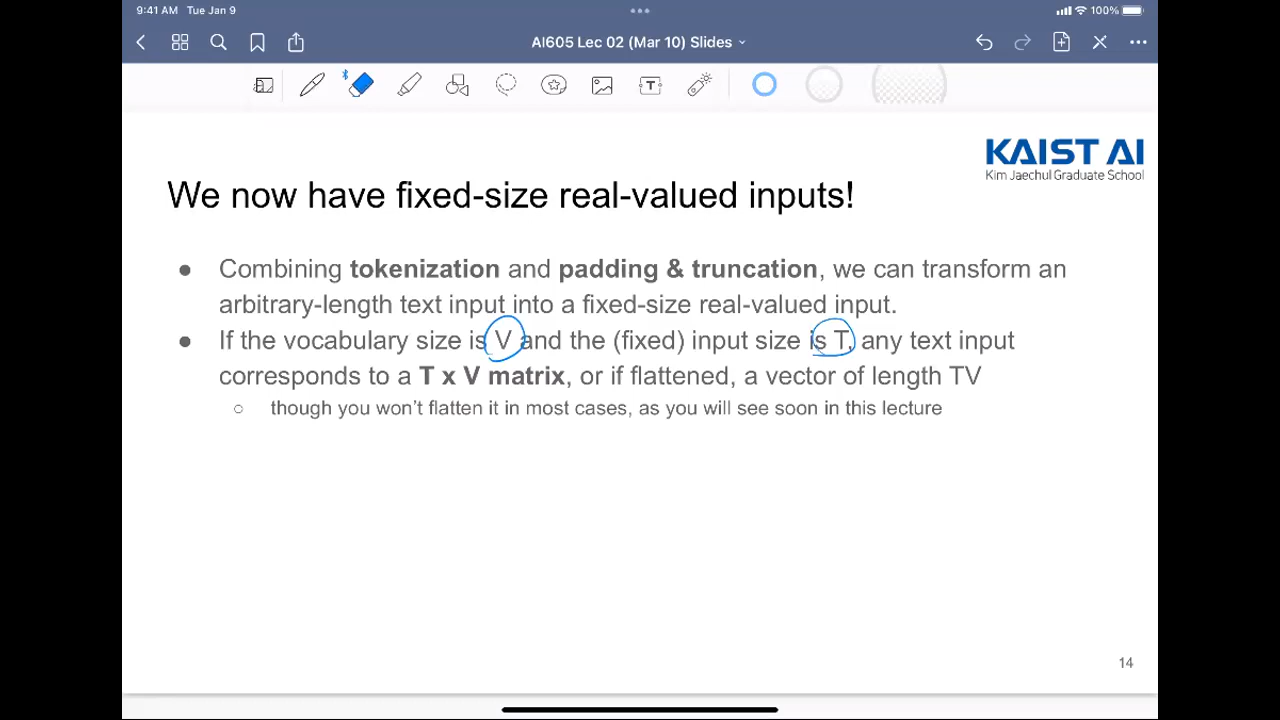 9:41 AM Tue Jan 9
100%
AI605 Lec 02 (Mar 10) Slides
T
KAIST AI
Kim Jaechul Graduate School
We now have fixed-size real-valued inputs!
● Combining tokenization and padding & truncation, we can transform an
arbitrary-length text input into a fixed-size real-valued input.
● If the vocabulary size is V and the (fixed) input size is T, any text input
corresponds to a T x V matrix, or if flattened, a vector of length TV
○ though you won't flatten it in most cases, as you will see soon in this lecture
14